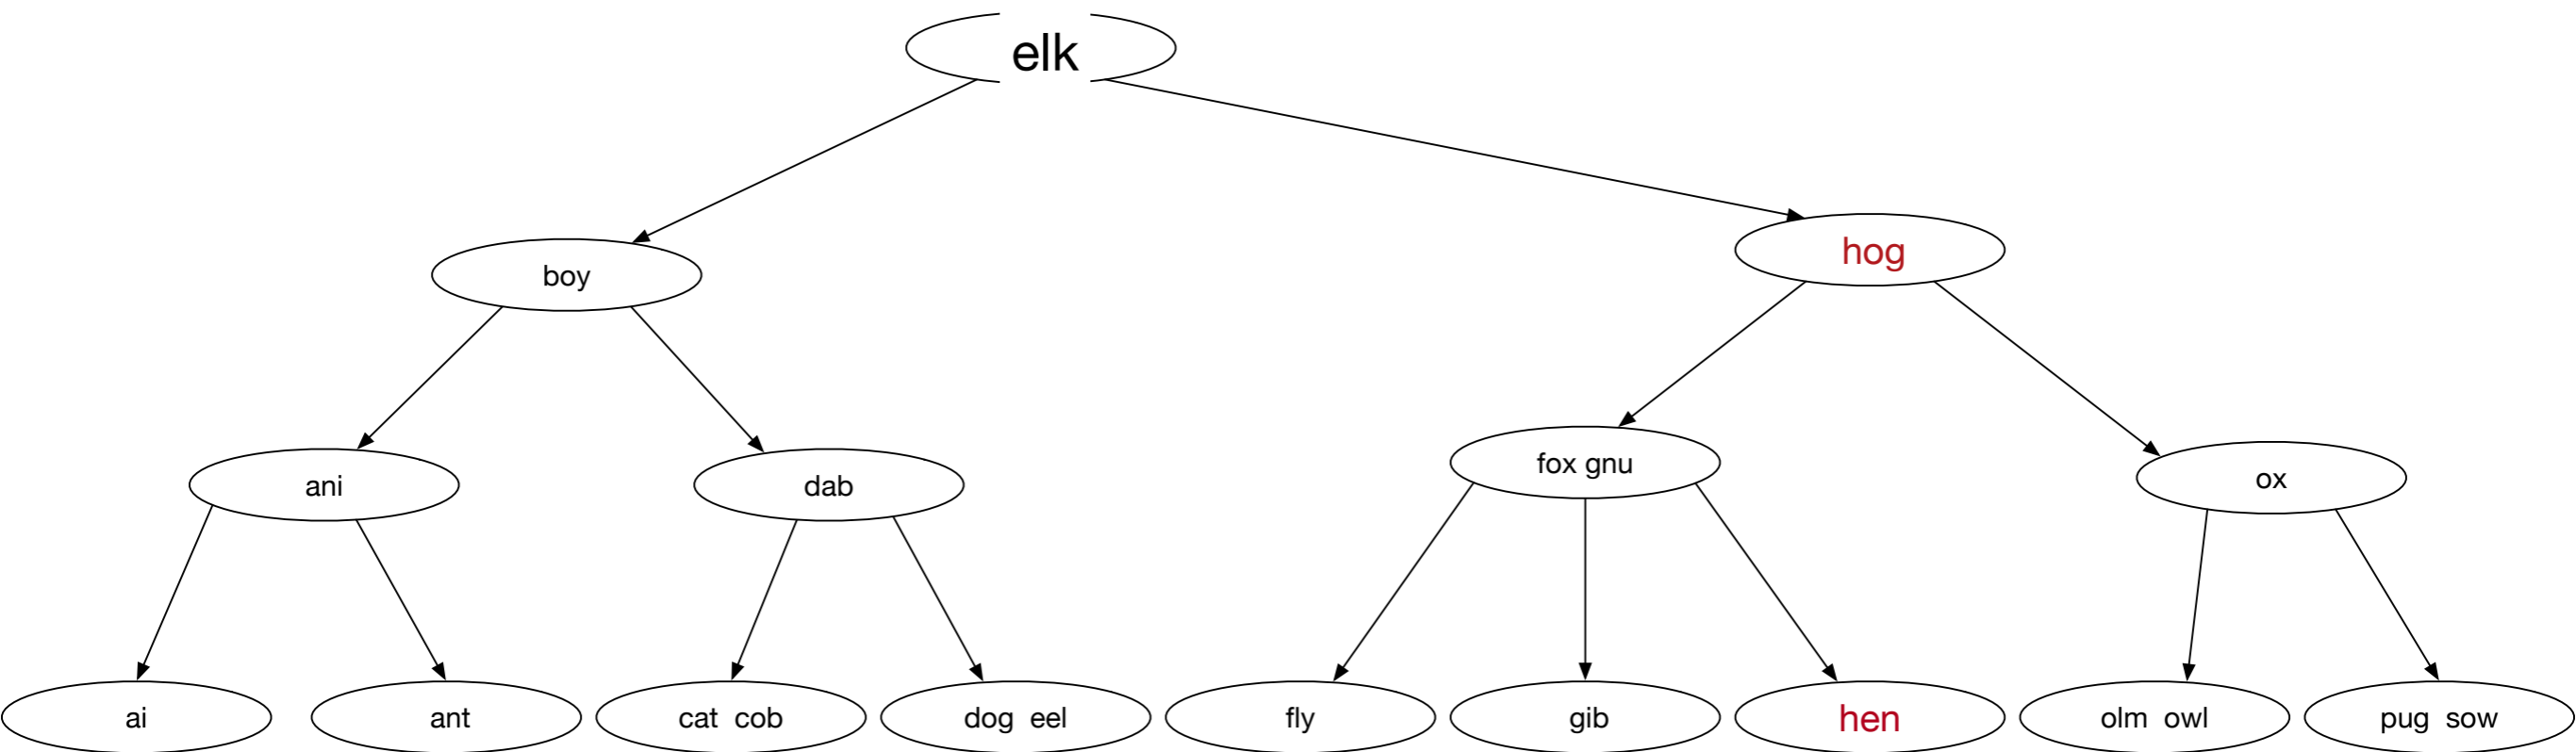 elk
boy
hog
ani
dab
fox gnu
ox
ai
ant
cat cob
dog eel
fly
gib
hen
olm owl
pug sow